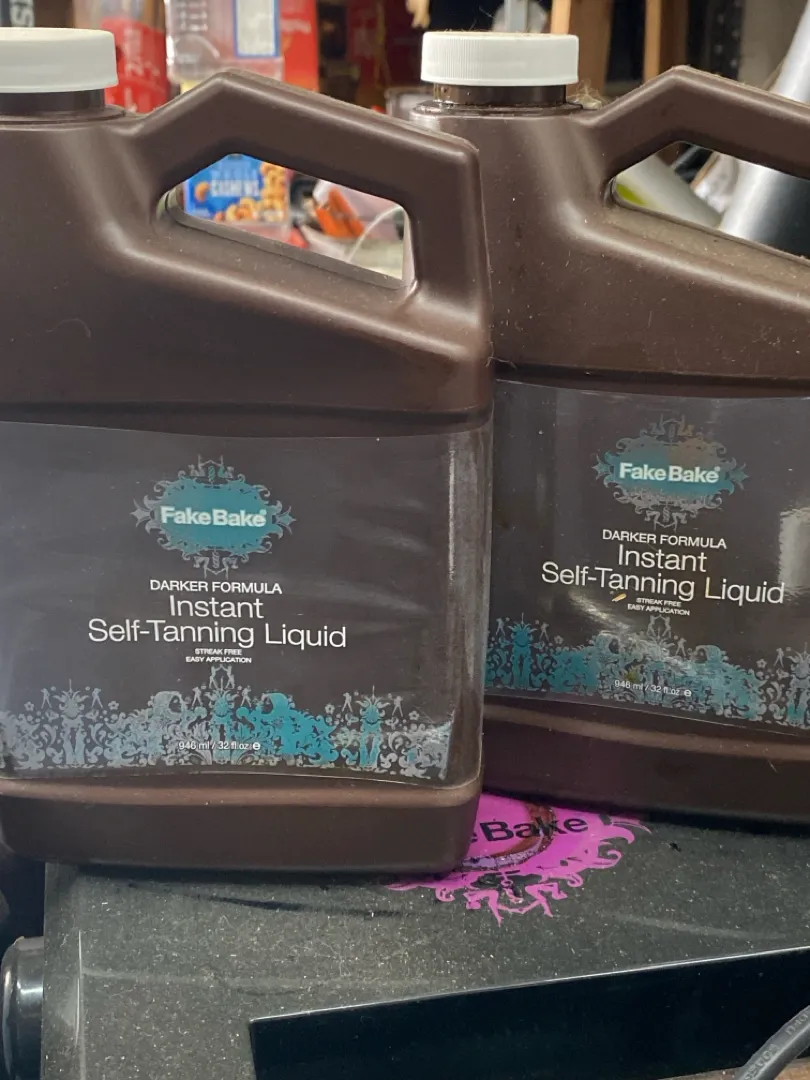 CASHEWS
FakeBake®
DARKER FORMULA
Instant
Self-Tanning Liquid
STREAK FREE
EASY APPLICATION
946 ml / 32 fl oz e
FakeBake®
DARKER FORMULA
Instant
Self-Tanning Liquid
STREAK FREE
EASY APPLICATION
946 ml / 32 fl oz e
e Bake